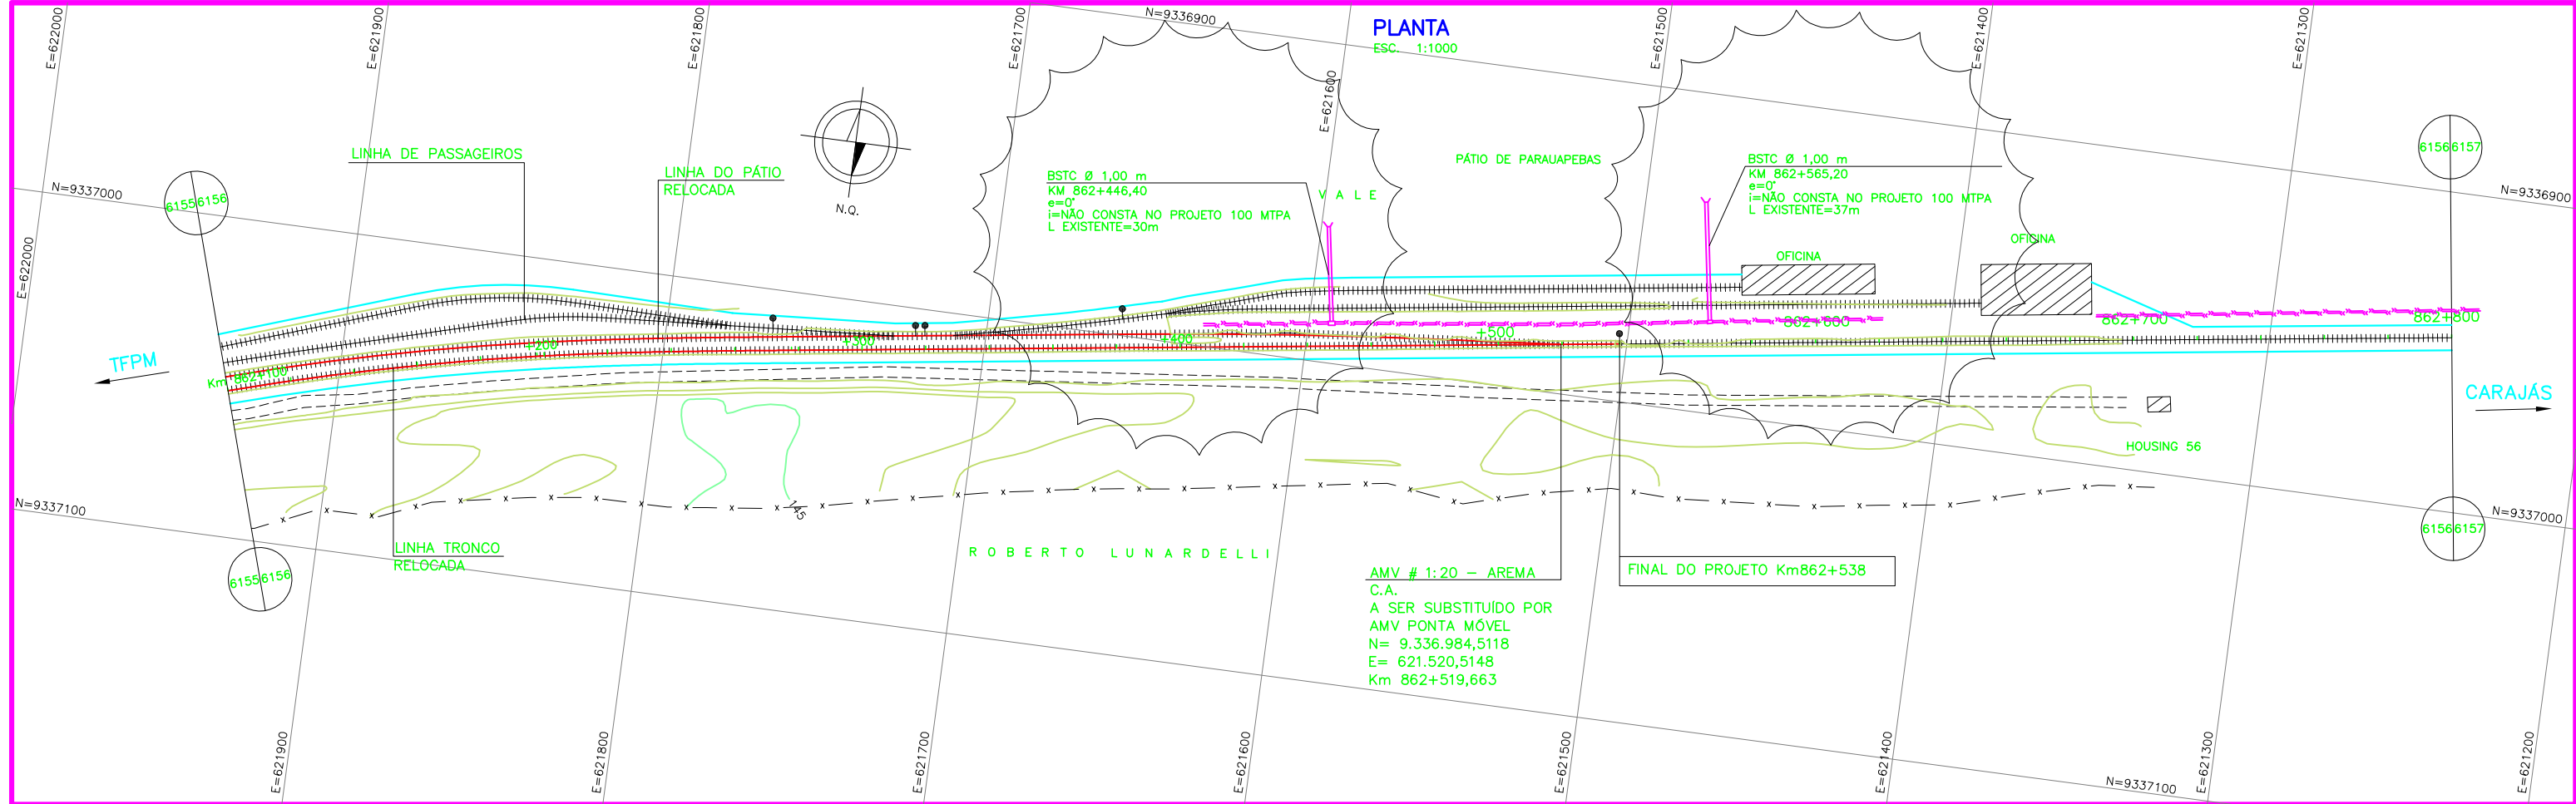 PLANTA
ESC. 1:1000
E=622000
E=621900
E=621800
E=621700
N=9336900
E=621600
E=621500
E=621400
E=621300
LINHA DE PASSAGEIROS
LINHA DO PÁTIO
RELOCADA
N.Q.
BSTC Ø 1,00 m
KM 862+446,40
e=0°
i=NÃO CONSTA NO PROJETO 100 MTPA
L EXISTENTE=30m
V A L E
PÁTIO DE PARAUAPEBAS
BSTC Ø 1,00 m
KM 862+565,20
e=0°
i=NÃO CONSTA NO PROJETO 100 MTPA
L EXISTENTE=37m
OFICINA
OFICINA
6156 6157
N=9336900
N=9337000
6155 6156
E=622000
TFPM
Km 862+100
+200
+300
+400
+500
862+600
862+700
862+800
CARAJÁS
HOUSING 56
145
N=9337100
N=9337000
6156 6157
6155 6156
LINHA TRONCO
RELOCADA
R O B E R T O L U N A R D E L L I
AMV # 1:20 – AREMA
C.A.
A SER SUBSTITUÍDO POR
AMV PONTA MÓVEL
N= 9.336.984,5118
E= 621.520,5148
Km 862+519,663
FINAL DO PROJETO Km862+538
E=621900
E=621800
E=621700
E=621600
E=621500
E=621400
N=9337100
E=621300
E=621200